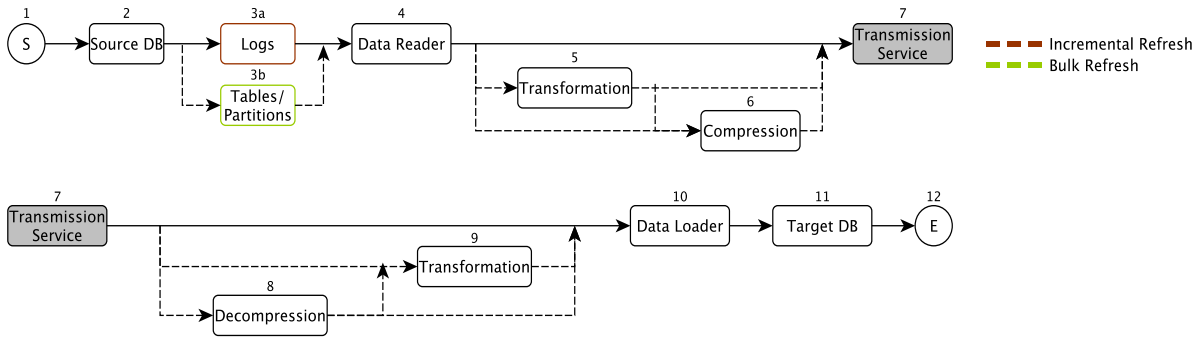 1
S
2
Source DB
3a
Logs
3b
Tables/
Partitions
4
Data Reader
5
Transformation
6
Compression
7
Transmission
Service
Incremental Refresh
Bulk Refresh
7
Transmission
Service
8
Decompression
9
Transformation
10
Data Loader
11
Target DB
12
E